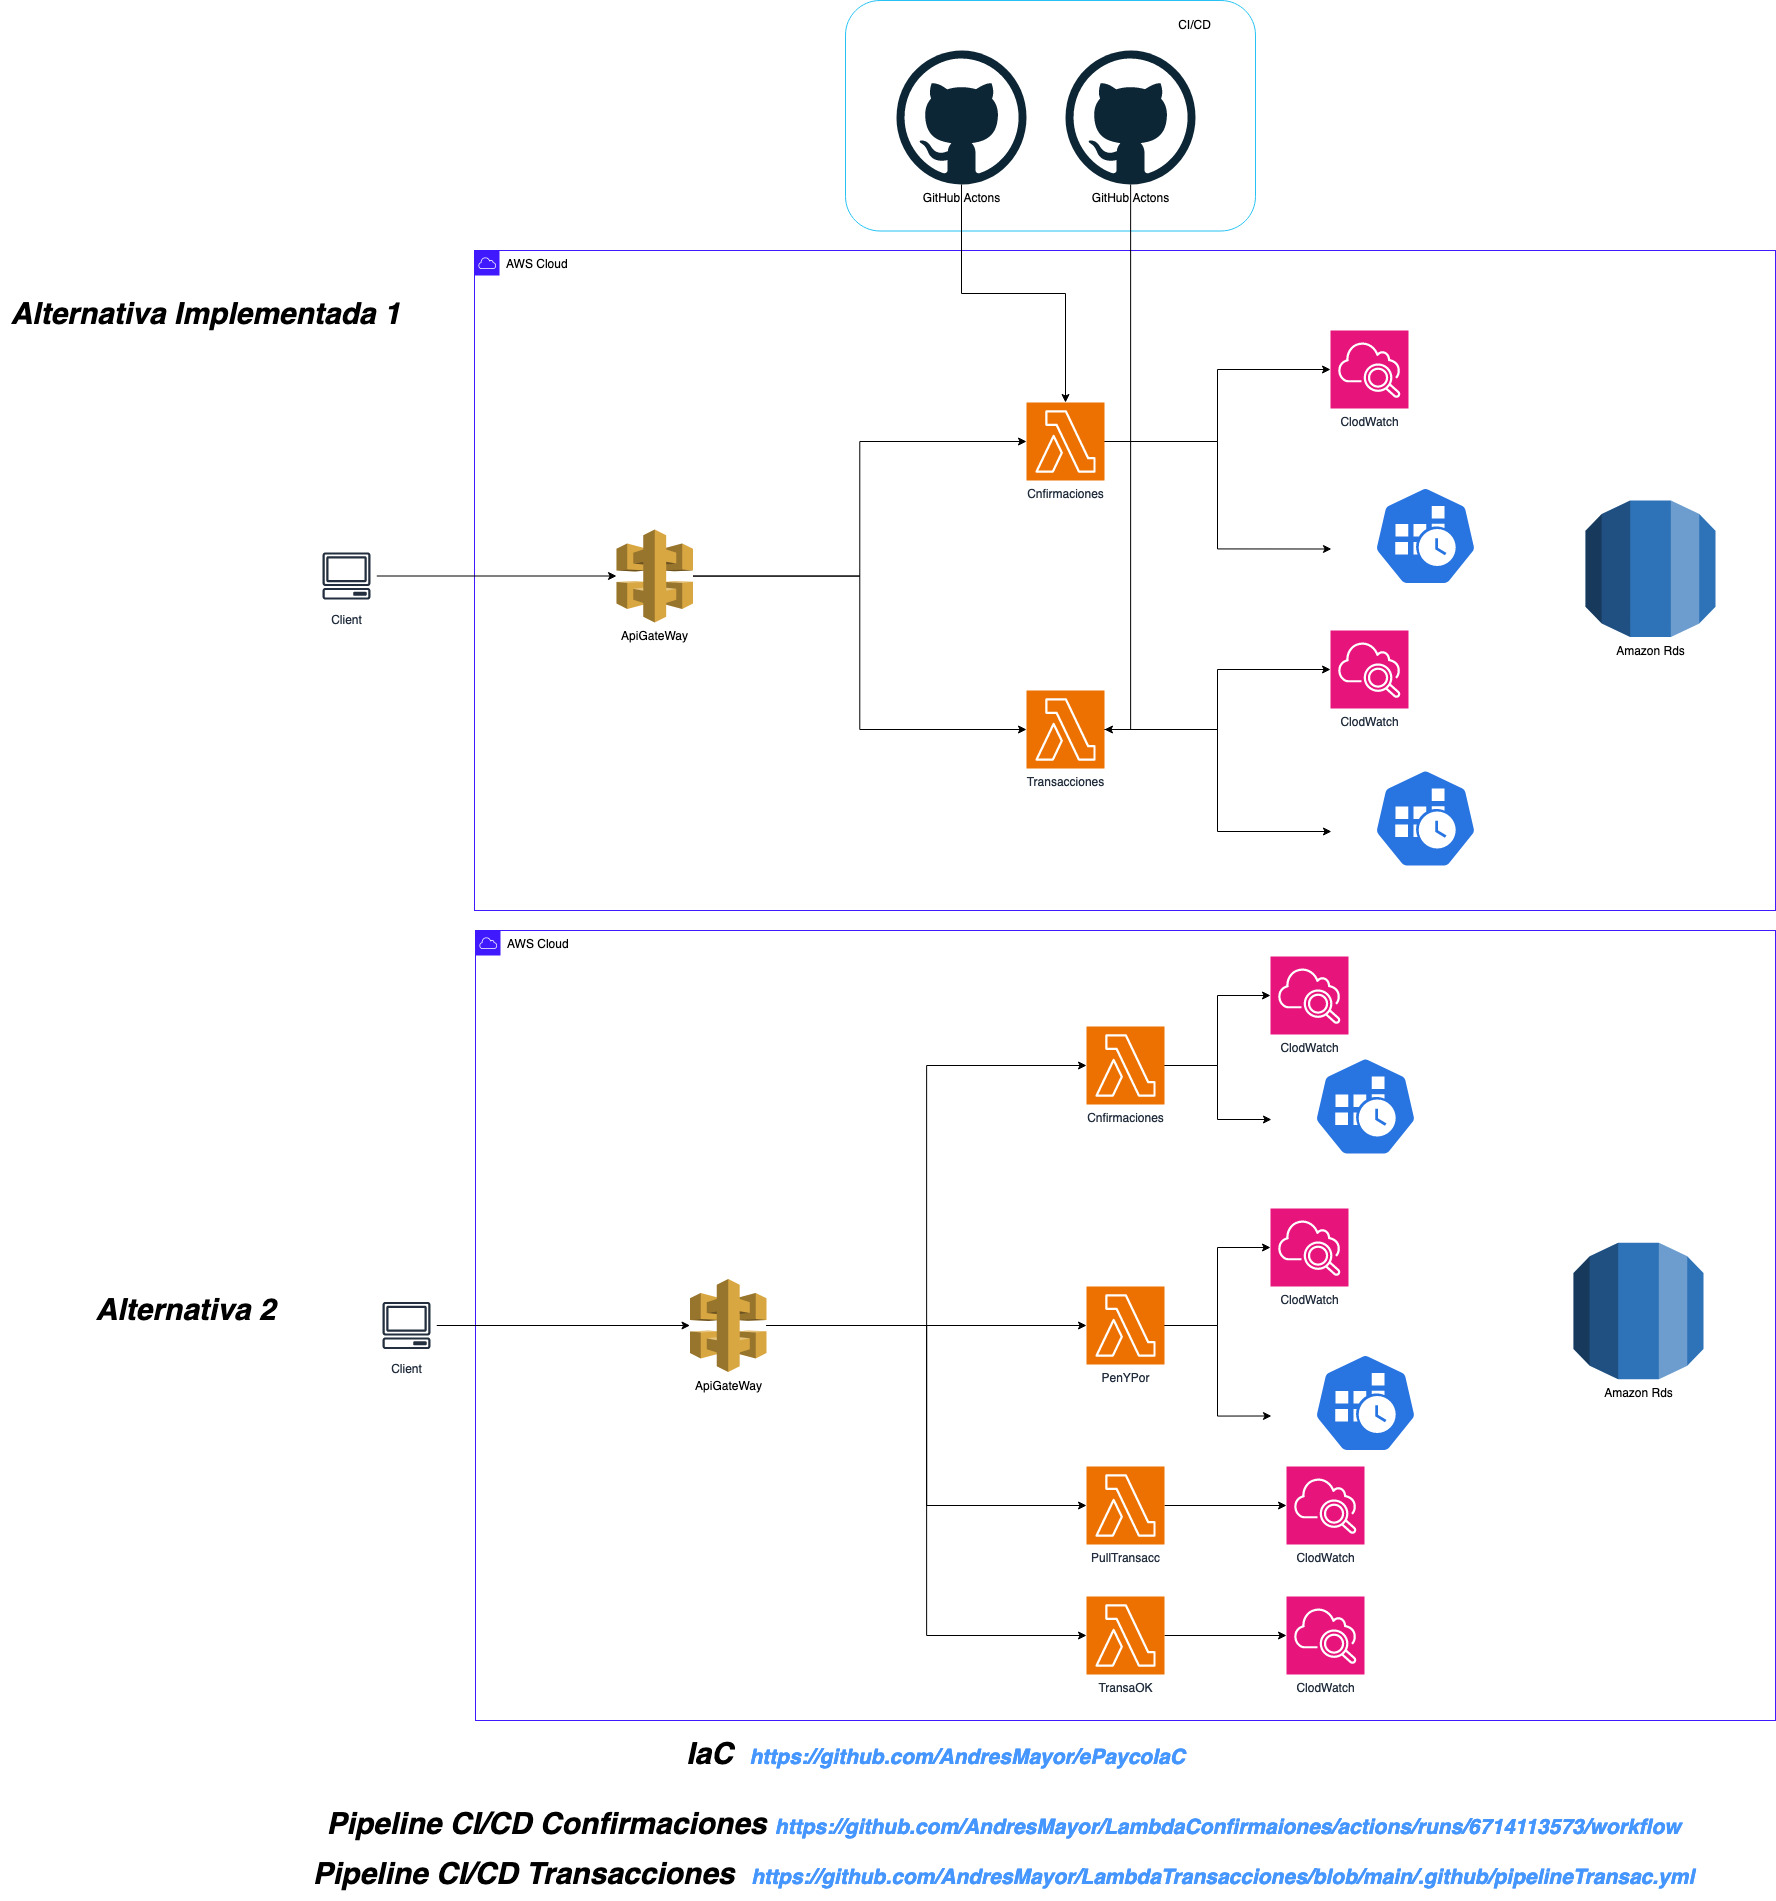 CI/CD
GitHub Actons
GitHub Actons
AWS Cloud
Alternativa Implementada 1
ClodWatch
Cnfirmaciones
Client
ApiGateWay
Amazon Rds
ClodWatch
Transacciones
AWS Cloud
ClodWatch
Cnfirmaciones
ClodWatch
Alternativa 2
Client
ApiGateWay
PenYPor
Amazon Rds
PullTransacc
ClodWatch
TransaOK
ClodWatch
IaC https://github.com/AndresMayor/ePaycoIaC
Pipeline CI/CD Confirmaciones https://github.com/AndresMayor/LambdaConfirmaiones/actions/runs/6714113573/workflow
Pipeline CI/CD Transacciones https://github.com/AndresMayor/LambdaTransacciones/blob/main/.github/pipelineTransac.yml